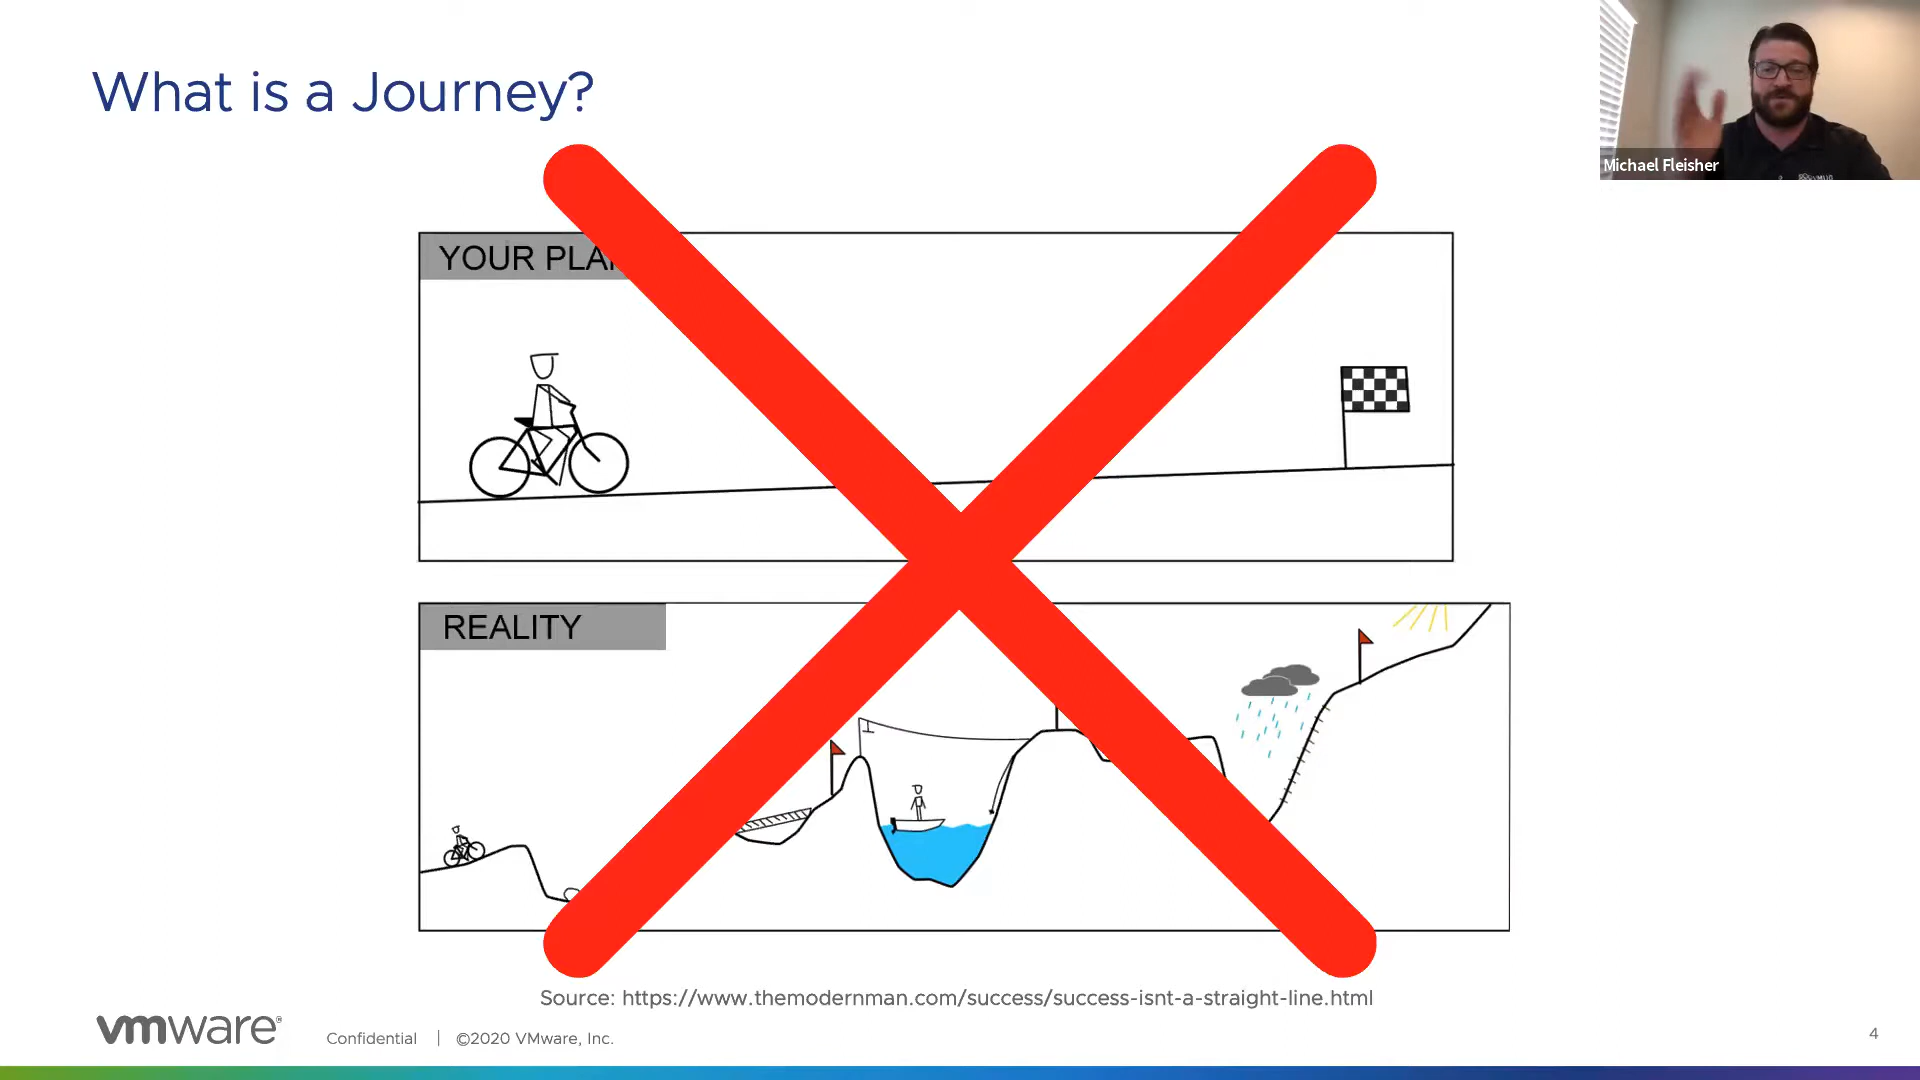 What is a Journey?
Michael Fleisher
YOUR PLAN
REALITY
Source: https://www.themodernman.com/success/success-isnt-a-straight-line.html
vmware®
Confidential | ©2020 VMware, Inc.
4